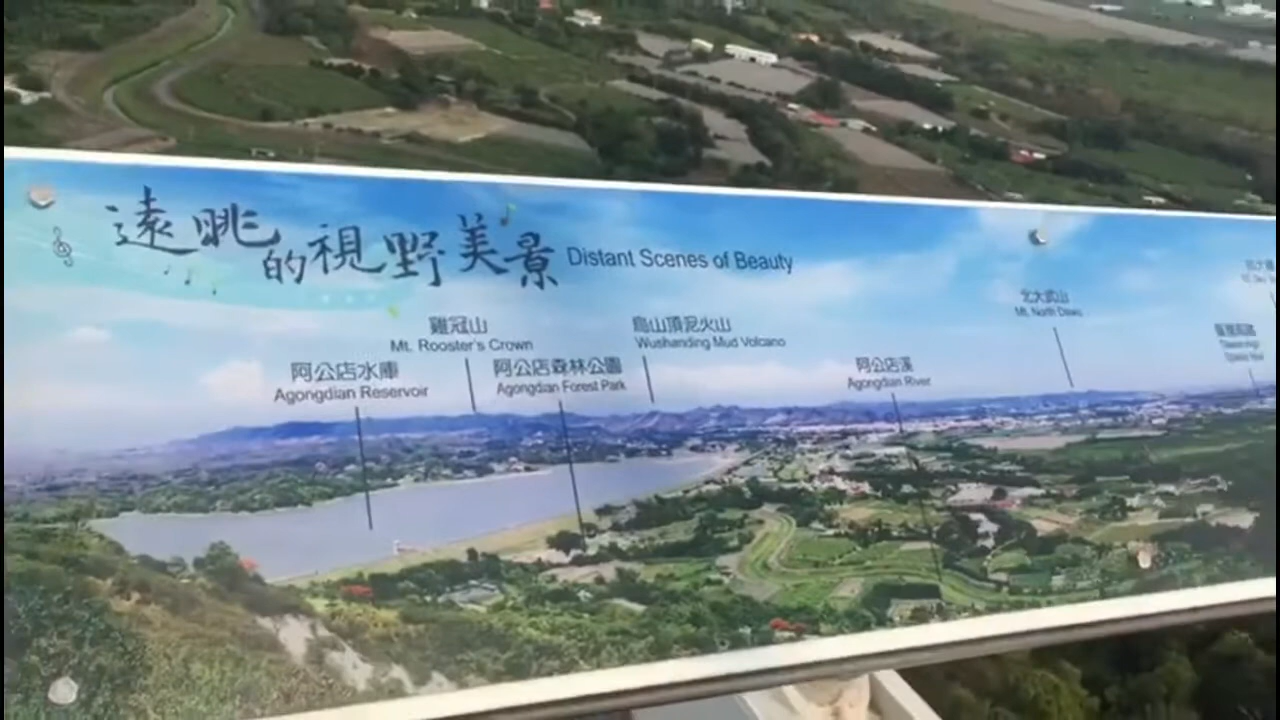 遠眺的視野美景
Distant Scenes of Beauty
雞冠山
Mt. Rooster's Crown
烏山頂泥火山
Wushanding Mud Volcano
北大武山
Mt. North Dawu
阿公店水庫
Agongdian Reservoir
阿公店森林公園
Agongdian Forest Park
阿公店溪
Agongdian River